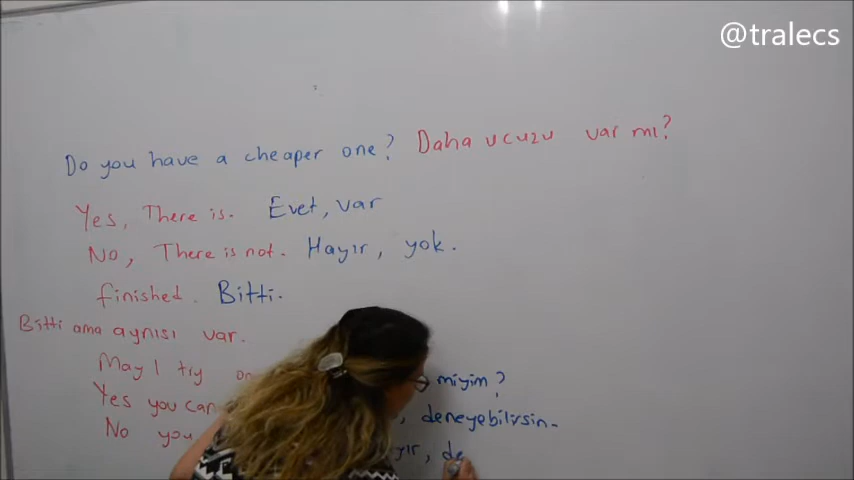 @tralecs
Do you have a cheaper one? Daha ucuzu var mı?
Yes, There is. Evet, var
No, There is not. Hayır, yok.
finished. Bitti.
Bitti ama aynısı var.
May I try miyim?
Yes you can , deneyebilirsin.
No you , de